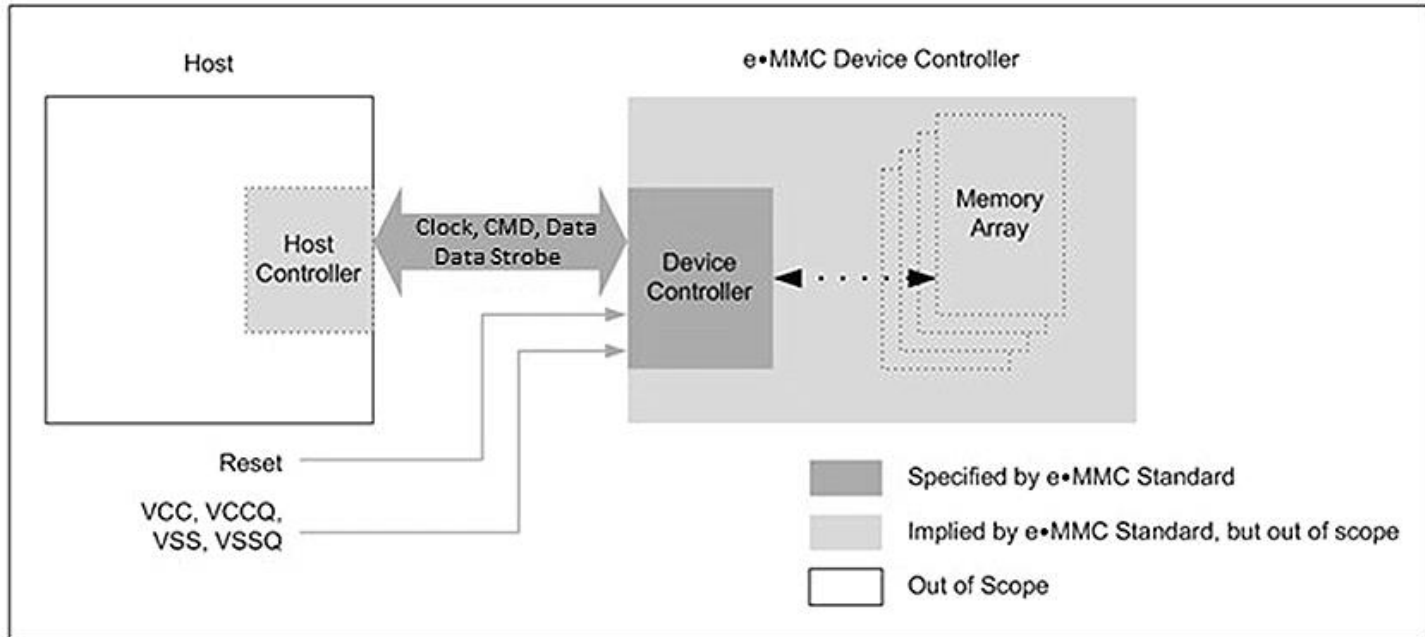 Host
e•MMC Device Controller
Host
Controller
Clock, CMD, Data
Data Strobe
Device
Controller
Memory
Array
Reset
VCC, VCCQ,
VSS, VSSQ
Specified by e•MMC Standard
Implied by e•MMC Standard, but out of scope
Out of Scope